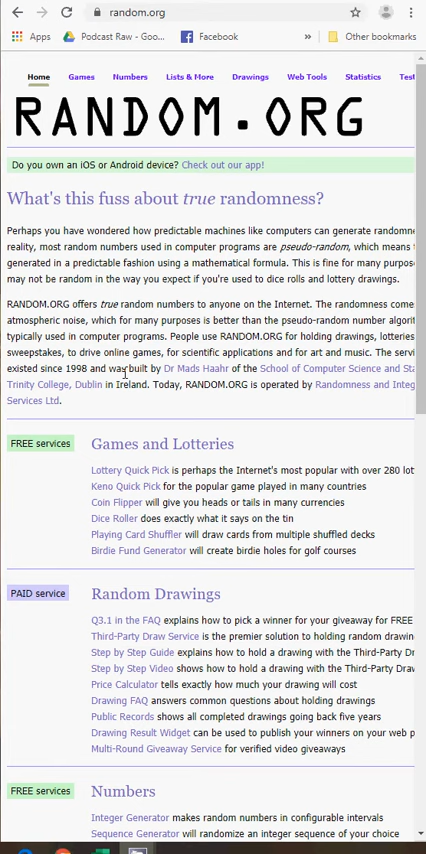 random.org
Apps Podcast Raw - Goo... Facebook » Other bookmarks
Home Games Numbers Lists & More Drawings Web Tools Statistics Test
RANDOM.ORG
Do you own an iOS or Android device? Check out our app!
What's this fuss about true randomness?
Perhaps you have wondered how predictable machines like computers can generate randomne
reality, most random numbers used in computer programs are pseudo-random, which means
generated in a predictable fashion using a mathematical formula. This is fine for many purpos
may not be random in the way you expect if you're used to dice rolls and lottery drawings.
RANDOM.ORG offers true random numbers to anyone on the Internet. The randomness come
atmospheric noise, which for many purposes is better than the pseudo-random number algorit
typically used in computer programs. People use RANDOM.ORG for holding drawings, lotteries
sweepstakes, to drive online games, for scientific applications and for art and music. The servi
existed since 1998 and was built by Dr Mads Haahr of the School of Computer Science and Sta
Trinity College, Dublin in Ireland. Today, RANDOM.ORG is operated by Randomness and Integ
Services Ltd.
FREE services Games and Lotteries
Lottery Quick Pick is perhaps the Internet's most popular with over 280 lot
Keno Quick Pick for the popular game played in many countries
Coin Flipper will give you heads or tails in many currencies
Dice Roller does exactly what it says on the tin
Playing Card Shuffler will draw cards from multiple shuffled decks
Birdie Fund Generator will create birdie holes for golf courses
PAID service Random Drawings
Q3.1 in the FAQ explains how to pick a winner for your giveaway for FREE
Third-Party Draw Service is the premier solution to holding random drawin
Step by Step Guide explains how to hold a drawing with the Third-Party Dr
Step by Step Video shows how to hold a drawing with the Third-Party Draw
Price Calculator tells exactly how much your drawing will cost
Drawing FAQ answers common questions about holding drawings
Public Records shows all completed drawings going back five years
Drawing Result Widget can be used to publish your winners on your web p
Multi-Round Giveaway Service for verified video giveaways
FREE services Numbers
Integer Generator makes random numbers in configurable intervals
Sequence Generator will randomize an integer sequence of your choice